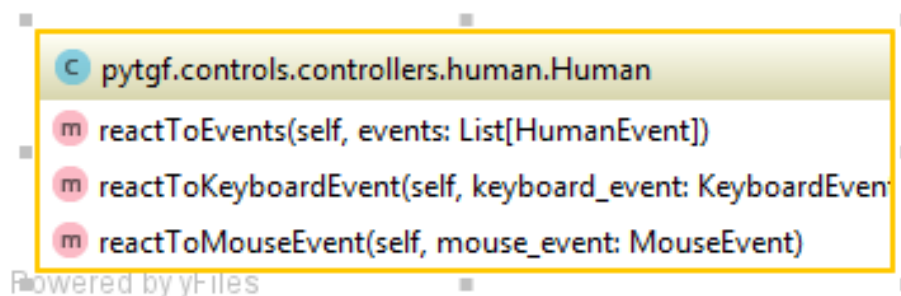 C pytgf.controls.controllers.human.Human
m reactToEvents(self, events: List[HumanEvent])
m reactToKeyboardEvent(self, keyboard_event: KeyboardEven
m reactToMouseEvent(self, mouse_event: MouseEvent)
Powered by yFiles